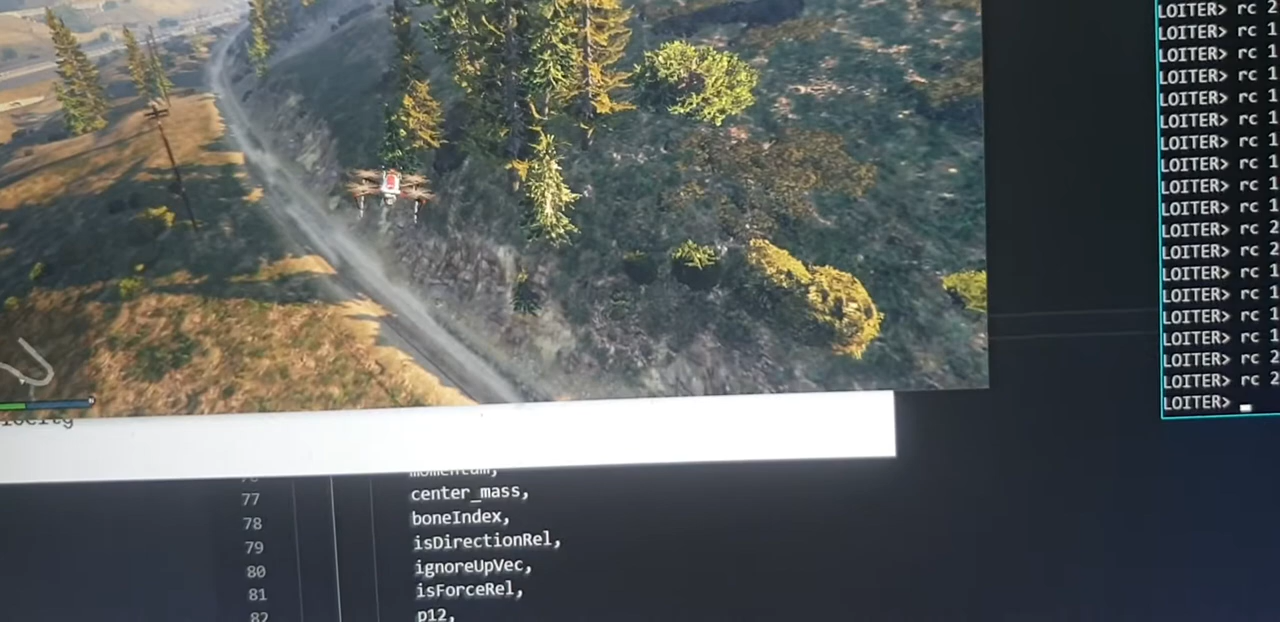 LOITER> rc 2
LOITER> rc 1
LOITER> rc 1
LOITER> rc 1
LOITER> rc 1
LOITER> rc 1
LOITER> rc 1
LOITER> rc 1
LOITER> rc 1
LOITER> rc 1
LOITER> rc 2
LOITER> rc 2
LOITER> rc 1
LOITER> rc 1
LOITER> rc 1
LOITER> rc 1
LOITER> rc 2
LOITER> rc 2
LOITER>
momentum,
77 center_mass,
78 boneIndex,
79 isDirectionRel,
80 ignoreUpVec,
81 isForceRel,
82 p12,